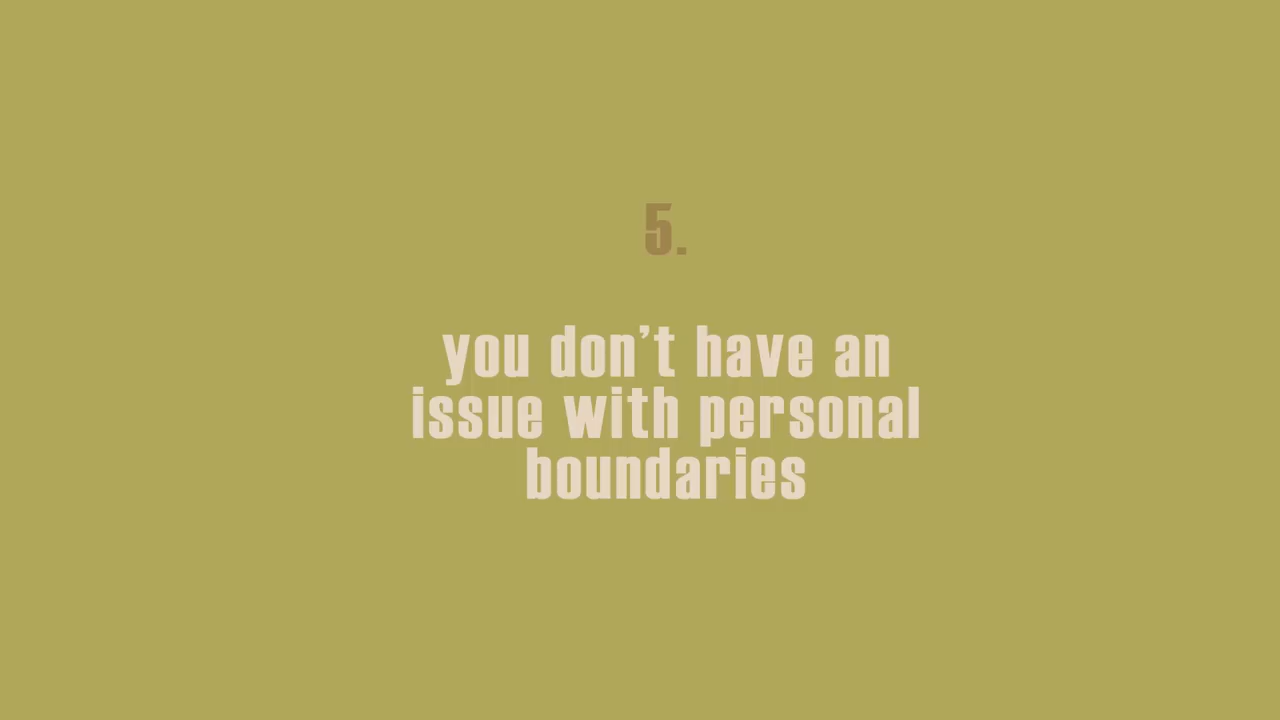 5.
you don’t have an
issue with personal
boundaries